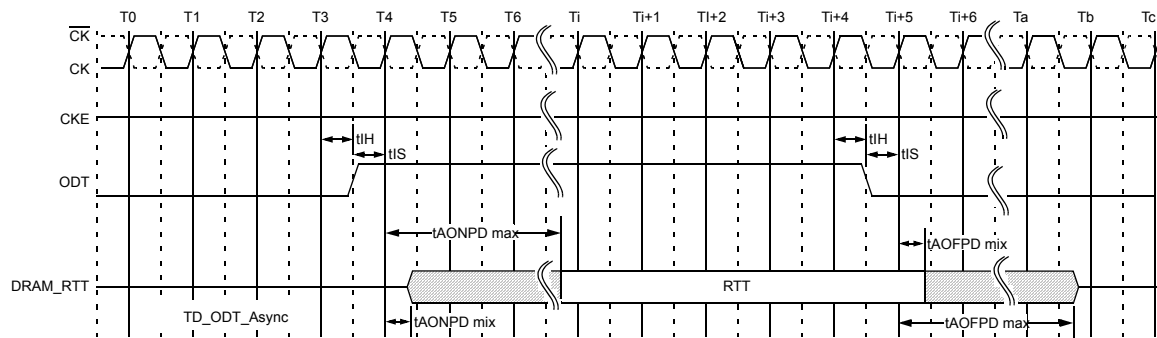 T0 T1 T2 T3 T4 T5 T6 Ti Ti+1 TI+2 Ti+3 Ti+4 Ti+5 Ti+6 Ta Tb Tc
CK
CK
CKE
tIH tIH
tIS tIS
ODT
tAONPD max tAOFPD mix
DRAM_RTT RTT
TD_ODT_Async tAONPD mix tAOFPD max